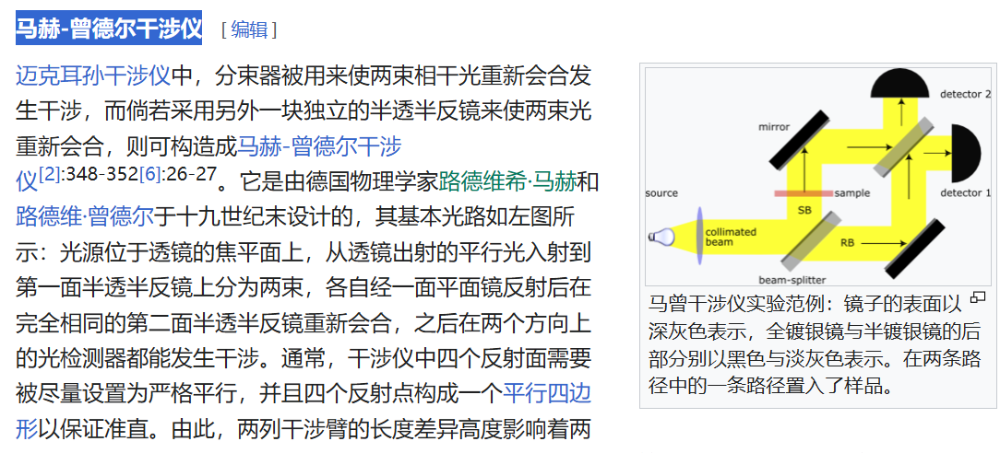 马赫-曾德尔干涉仪 [编辑]
迈克耳孙干涉仪中，分束器被用来使两束相干光重新会合发
生干涉，而倘若采用另外一块独立的半透半反镜来使两束光
重新会合，则可构造成马赫-曾德尔干涉
仪[2]:348-352[6]:26-27。它是由德国物理学家路德维希·马赫和
路德维·曾德尔于十九世纪末设计的，其基本光路如左图所
示：光源位于透镜的焦平面上，从透镜出射的平行光入射到
第一面半透半反射镜上分为两束，各自经一面平面镜反射后在
完全相同的第二面半透半反镜重新会合，之后在两个方向上
的光检测器都能发生干涉。通常，干涉仪中四个反射面需要
被尽量设置为严格平行，并且四个反射点构成一个平行四边
形以保证准直。由此，两列干涉臂的长度差异高度影响着两
detector 2
mirror
detector 1
source
sample
SB
collimated
beam
RB
beam-splitter
马曾干涉仪实验范例：镜子的表面以
深灰色表示，全镀银镜与半镀银镜的后
部分别以黑色与淡灰色表示。在两条路
径中的一条路径置入了样品。